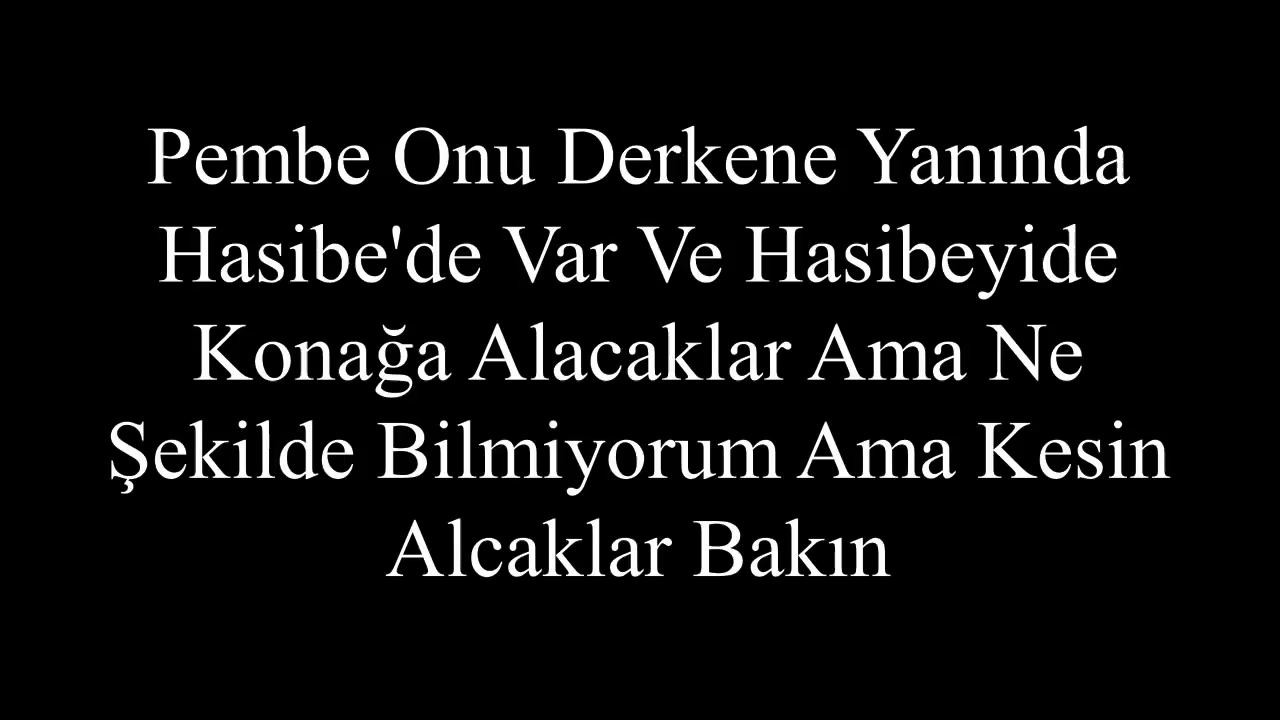 Pembe Onu Derkene Yanında
Hasibe'de Var Ve Hasibeyide
Konağa Alacaklar Ama Ne
Şekilde Bilmiyorum Ama Kesin
Alcaklar Bakın